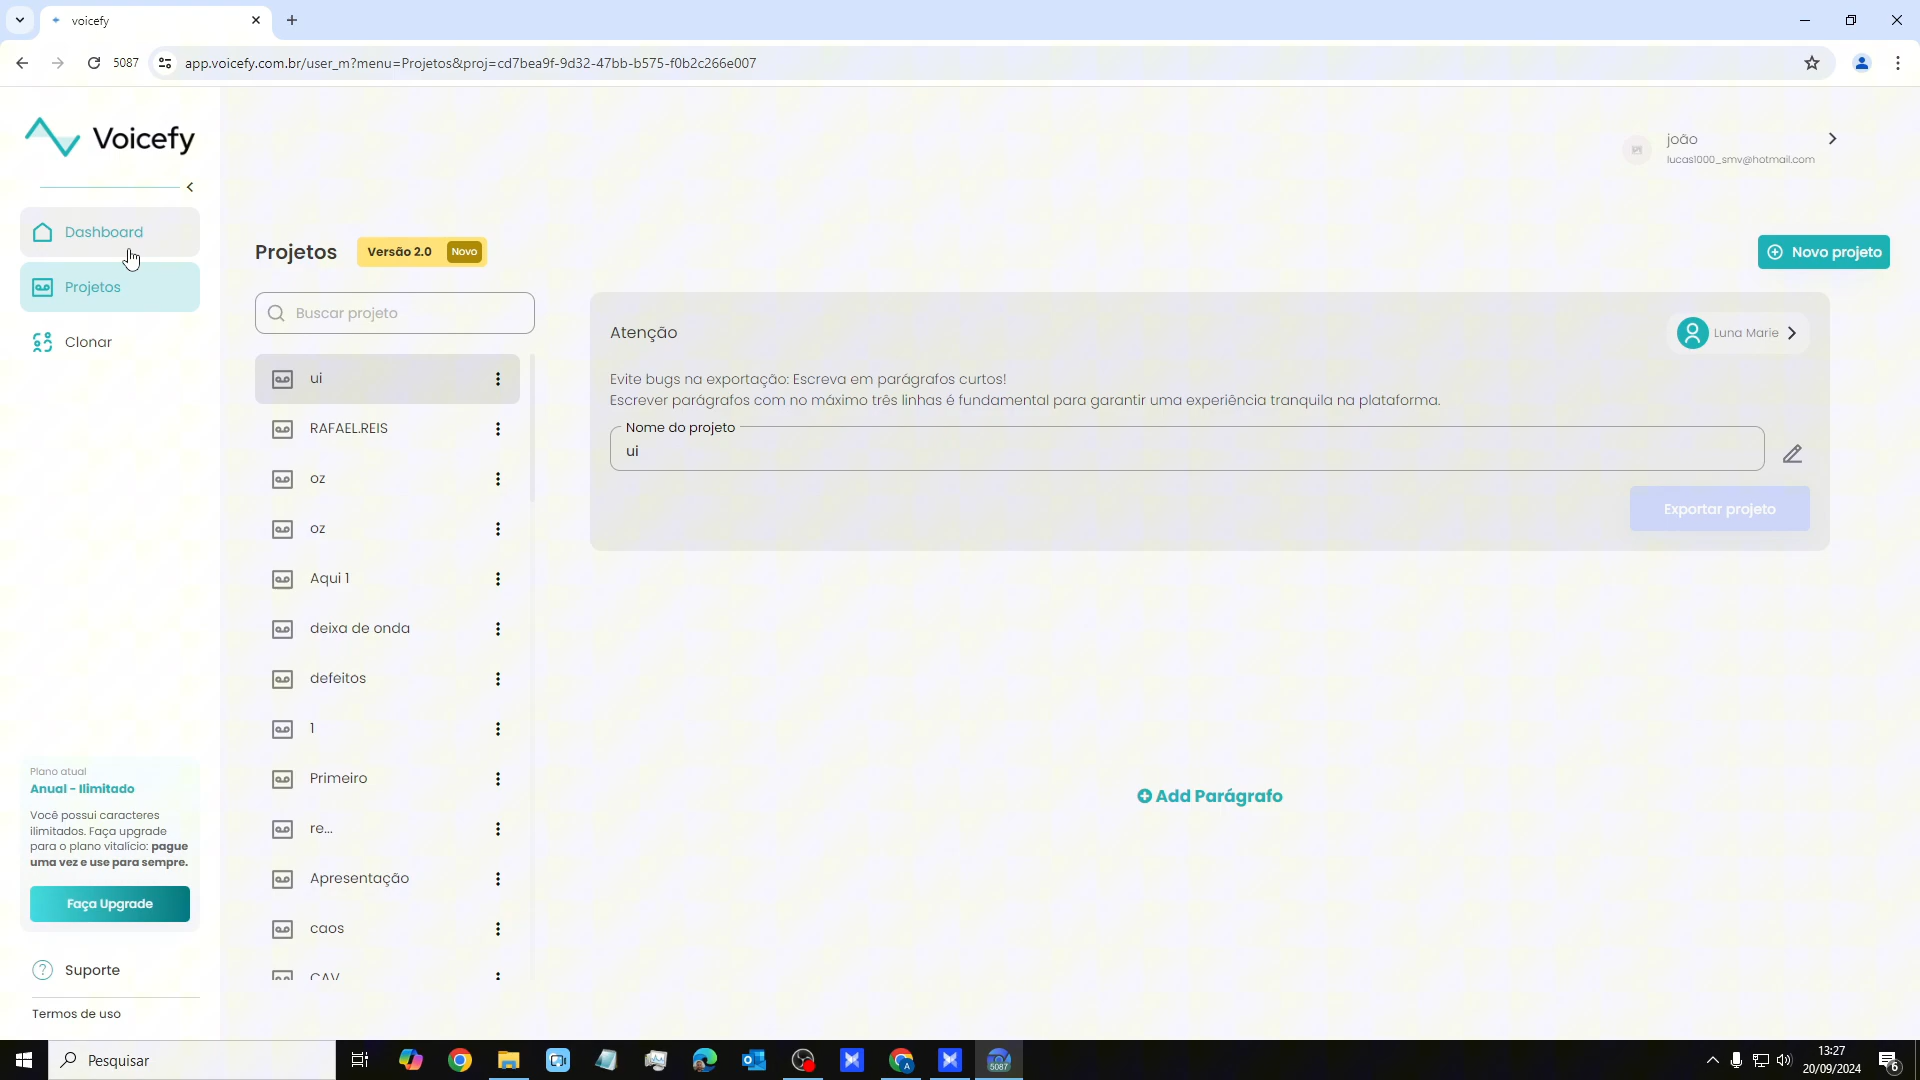 voicefy
5087
app.voicefy.com.br/user_m?menu=Projetos&proj=cd7bea9f-9d32-47bb-b575-f0b2c266e007
Voicefy
joão
lucas1000_smv@hotmail.com
Dashboard
Projetos
Clonar
Projetos
Versão 2.0
Novo
Novo projeto
Buscar projeto
Atenção
Luna Marie
Evite bugs na exportação: Escreva em parágrafos curtos!
Escrever parágrafos com no máximo três linhas é fundamental para garantir uma experiência tranquila na plataforma.
Nome do projeto
ui
Exportar projeto
ui
RAFAEL.REIS
oz
oz
Aqui 1
deixa de onda
defeitos
1
Primeiro
re...
Apresentação
caos
CAV
Add Parágrafo
Plano atual
Anual - Ilimitado
Você possui caracteres
ilimitados. Faça upgrade
para o plano vitalício: pague
uma vez e use para sempre.
Faça Upgrade
Suporte
Termos de uso
Pesquisar
A
5087
13:27
20/09/2024
6